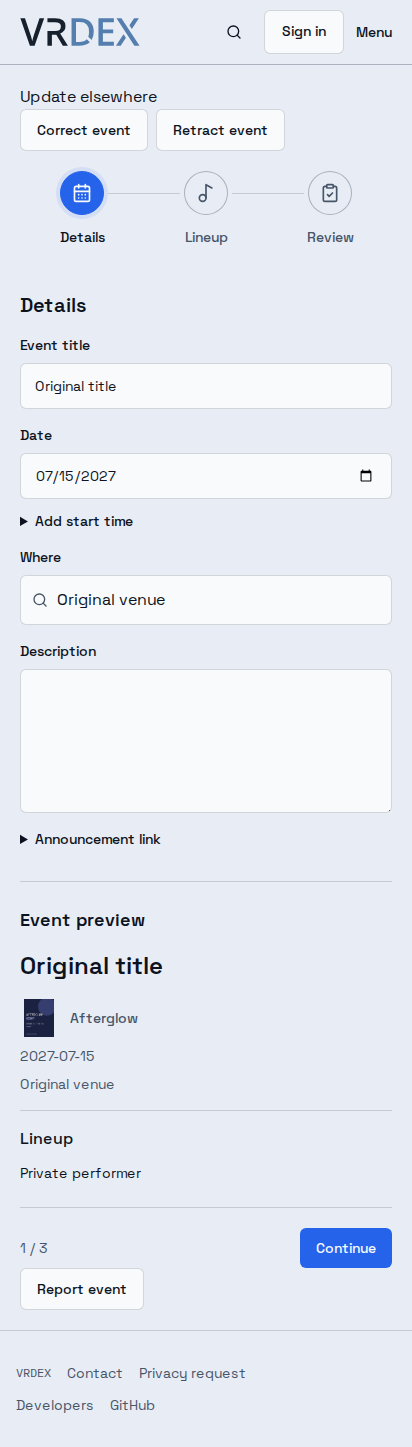 VRDEX
Sign in
Menu
Update elsewhere
Correct event
Retract event
Details
Lineup
Review
Details
Event title
Original title
Date
07/15/2027
Add start time
Where
Original venue
Description
Announcement link
Event preview
Original title
Afterglow
2027-07-15
Original venue
Lineup
Private performer
1 / 3
Continue
Report event
VRDEX Contact Privacy request
Developers GitHub